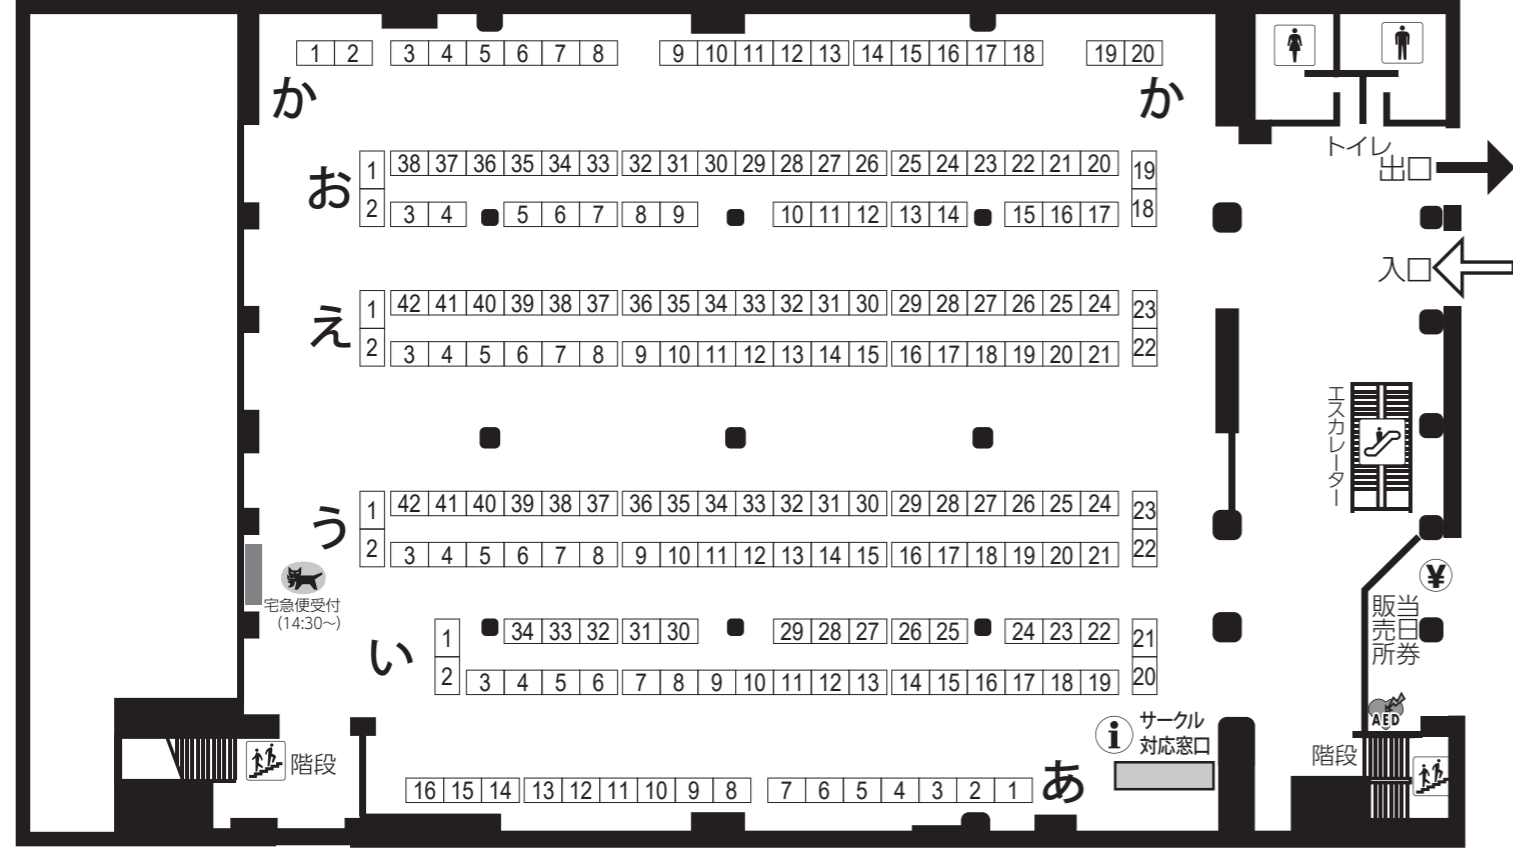 1 2 3 4 5 6 7 8 9 10 11 12 13 14 15 16 17 18 19 20
か か
トイレ
出口
お 1 38 37 36 35 34 33 32 31 30 29 28 27 26 25 24 23 22 21 20 19
2 3 4 5 6 7 8 9 10 11 12 13 14 15 16 17 18
入口
え 1 42 41 40 39 38 37 36 35 34 33 32 31 30 29 28 27 26 25 24 23
2 3 4 5 6 7 8 9 10 11 12 13 14 15 16 17 18 19 20 21 22
エスカレーター
う 1 42 41 40 39 38 37 36 35 34 33 32 31 30 29 28 27 26 25 24 23
2 3 4 5 6 7 8 9 10 11 12 13 14 15 16 17 18 19 20 21 22
宅急便受付
(14:30～)
¥
当日券
販売所
い 1 34 33 32 31 30 29 28 27 26 25 24 23 22 21
2 3 4 5 6 7 8 9 10 11 12 13 14 15 16 17 18 19 20
AED
i サークル
対応窓口
階段
階段
16 15 14 13 12 11 10 9 8 7 6 5 4 3 2 1 あ